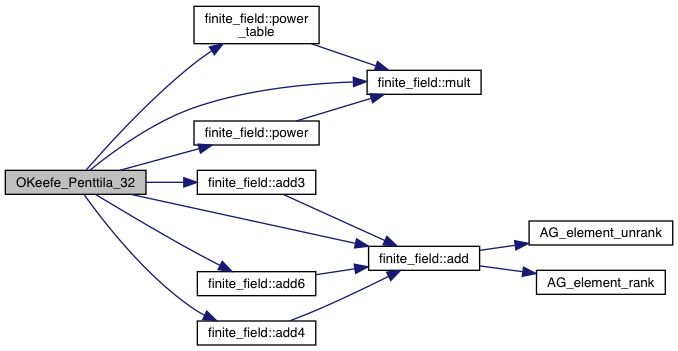 finite_field::power
_table
finite_field::mult
finite_field::power
OKeefe_Penttila_32
finite_field::add3
finite_field::add
AG_element_unrank
AG_element_rank
finite_field::add6
finite_field::add4